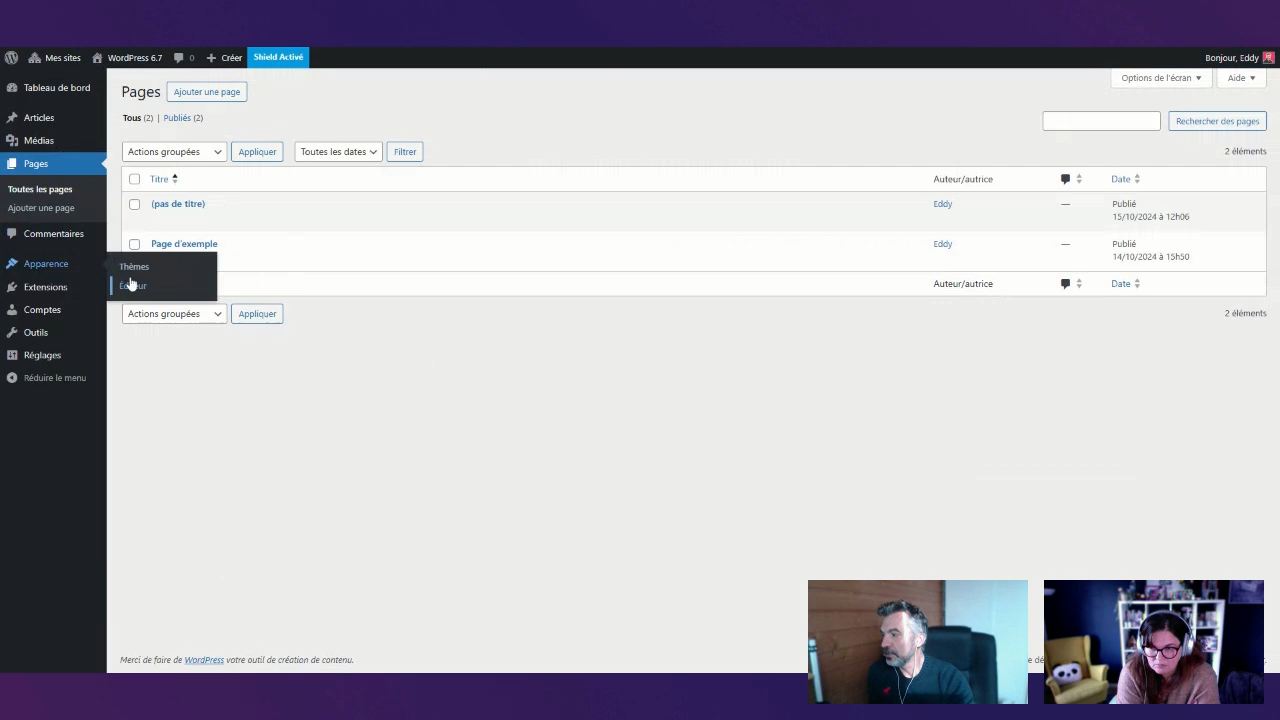 Mes sites WordPress 6.7 0 Créer Shield Activé Bonjour, Eddy
Tableau de bord
Articles
Médias
Pages
Toutes les pages
Ajouter une page
Commentaires
Apparence
Extensions
Comptes
Outils
Réglages
Réduire le menu
Thèmes
Pages Ajouter une page Options de l'écran Aide
Tous (2) | Publiés (2) Rechercher des pages
Actions groupées Appliquer Toutes les dates Filtrer 2 éléments
Titre Auteur/autrice Date
(pas de titre) Eddy — Publié
15/10/2024 à 12h06
Page d'exemple Eddy — Publié
14/10/2024 à 15h50
Auteur/autrice Date
Actions groupées Appliquer 2 éléments
Merci de faire de WordPress votre outil de création de contenu.